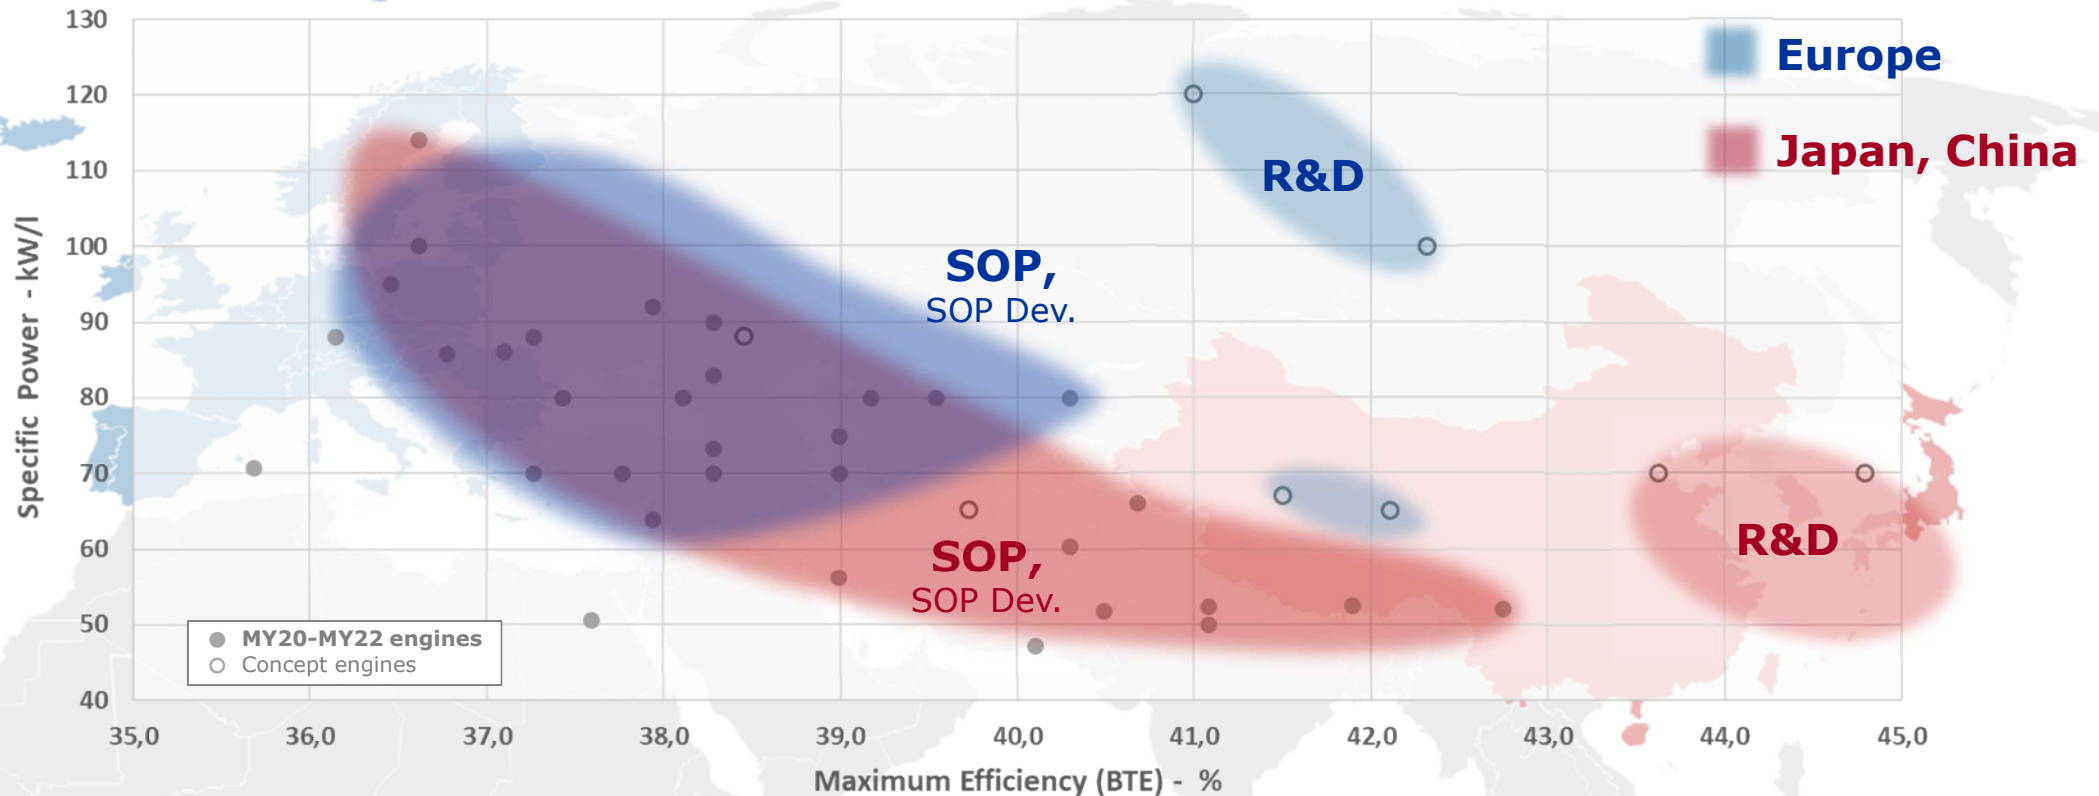 130
120
110
100
90
80
70
60
50
40
Specific Power - kW/l
35,0 36,0 37,0 38,0 39,0 40,0 41,0 42,0 43,0 44,0 45,0
Maximum Efficiency (BTE) - %
Europe
Japan, China
R&D
SOP,
SOP Dev.
SOP,
SOP Dev.
R&D
MY20-MY22 engines
Concept engines